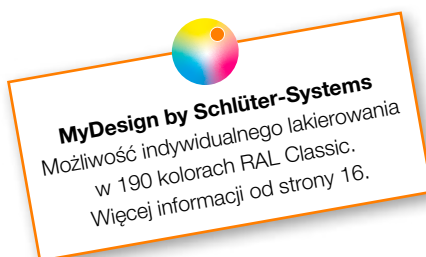 MyDesign by Schlüter-Systems
Możliwość indywidualnego lakierowania
w 190 kolorach RAL Classic.
Więcej informacji od strony 16.